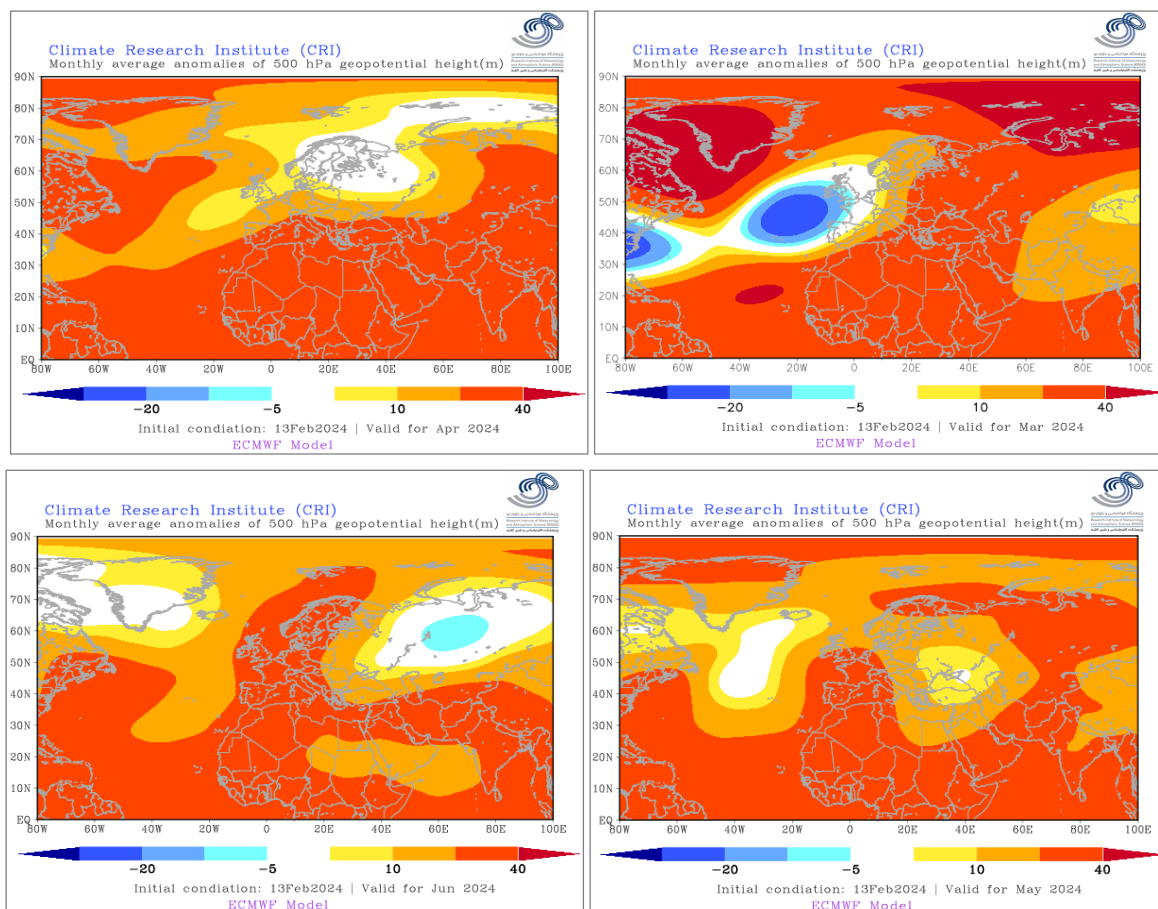 Climate Research Institute (CRI)
Monthly average anomalies of 500 hPa geopotential height(m)
90N
80N
70N
60N
50N
40N
30N
20N
10N
EQ
80W 60W 40W 20W 0 20E 40E 60E 80E 100E
-20 -5 10 40
Initial condiation: 13Feb2024 | Valid for Apr 2024
ECMWF Model
Climate Research Institute (CRI)
Monthly average anomalies of 500 hPa geopotential height(m)
90N
80N
70N
60N
50N
40N
30N
20N
10N
EQ
80W 60W 40W 20W 0 20E 40E 60E 80E 100E
-20 -5 10 40
Initial condiation: 13Feb2024 | Valid for Mar 2024
ECMWF Model
Climate Research Institute (CRI)
Monthly average anomalies of 500 hPa geopotential height(m)
90N
80N
70N
60N
50N
40N
30N
20N
10N
EQ
80W 60W 40W 20W 0 20E 40E 60E 80E 100E
-20 -5 10 40
Initial condiation: 13Feb2024 | Valid for Jun 2024
ECMWF Model
Climate Research Institute (CRI)
Monthly average anomalies of 500 hPa geopotential height(m)
90N
80N
70N
60N
50N
40N
30N
20N
10N
EQ
80W 60W 40W 20W 0 20E 40E 60E 80E 100E
-20 -5 10 40
Initial condiation: 13Feb2024 | Valid for May 2024
ECMWF Model